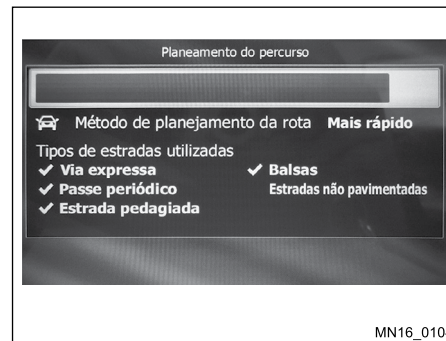 Planeamento do percurso
Método de planejamento da rota Mais rápido
Tipos de estradas utilizadas
✓ Via expressa ✓ Balsas
✓ Passe periódico Estradas não pavimentadas
✓ Estrada pedagiada